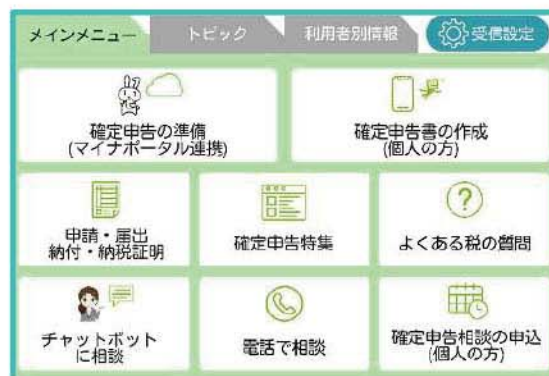 メインメニュー
トピック
利用者別情報
受信設定
確定申告の準備
(マイナポータル連携)
確定申告書の作成
(個人の方)
申請・届出
納付・納税証明
確定申告特集
よくある税の質問
チャットボット
に相談
電話で相談
確定申告相談の申込
(個人の方)